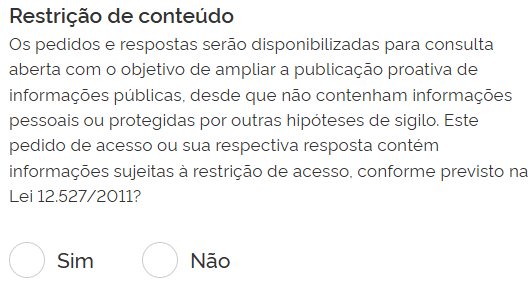 Restrição de conteúdo
Os pedidos e respostas serão disponibilizadas para consulta
aberta com o objetivo de ampliar a publicação proativa de
informações públicas, desde que não contenham informações
pessoais ou protegidas por outras hipóteses de sigilo. Este
pedido de acesso ou sua respectiva resposta contém
informações sujeitas à restrição de acesso, conforme previsto na
Lei 12.527/2011?
Sim Não